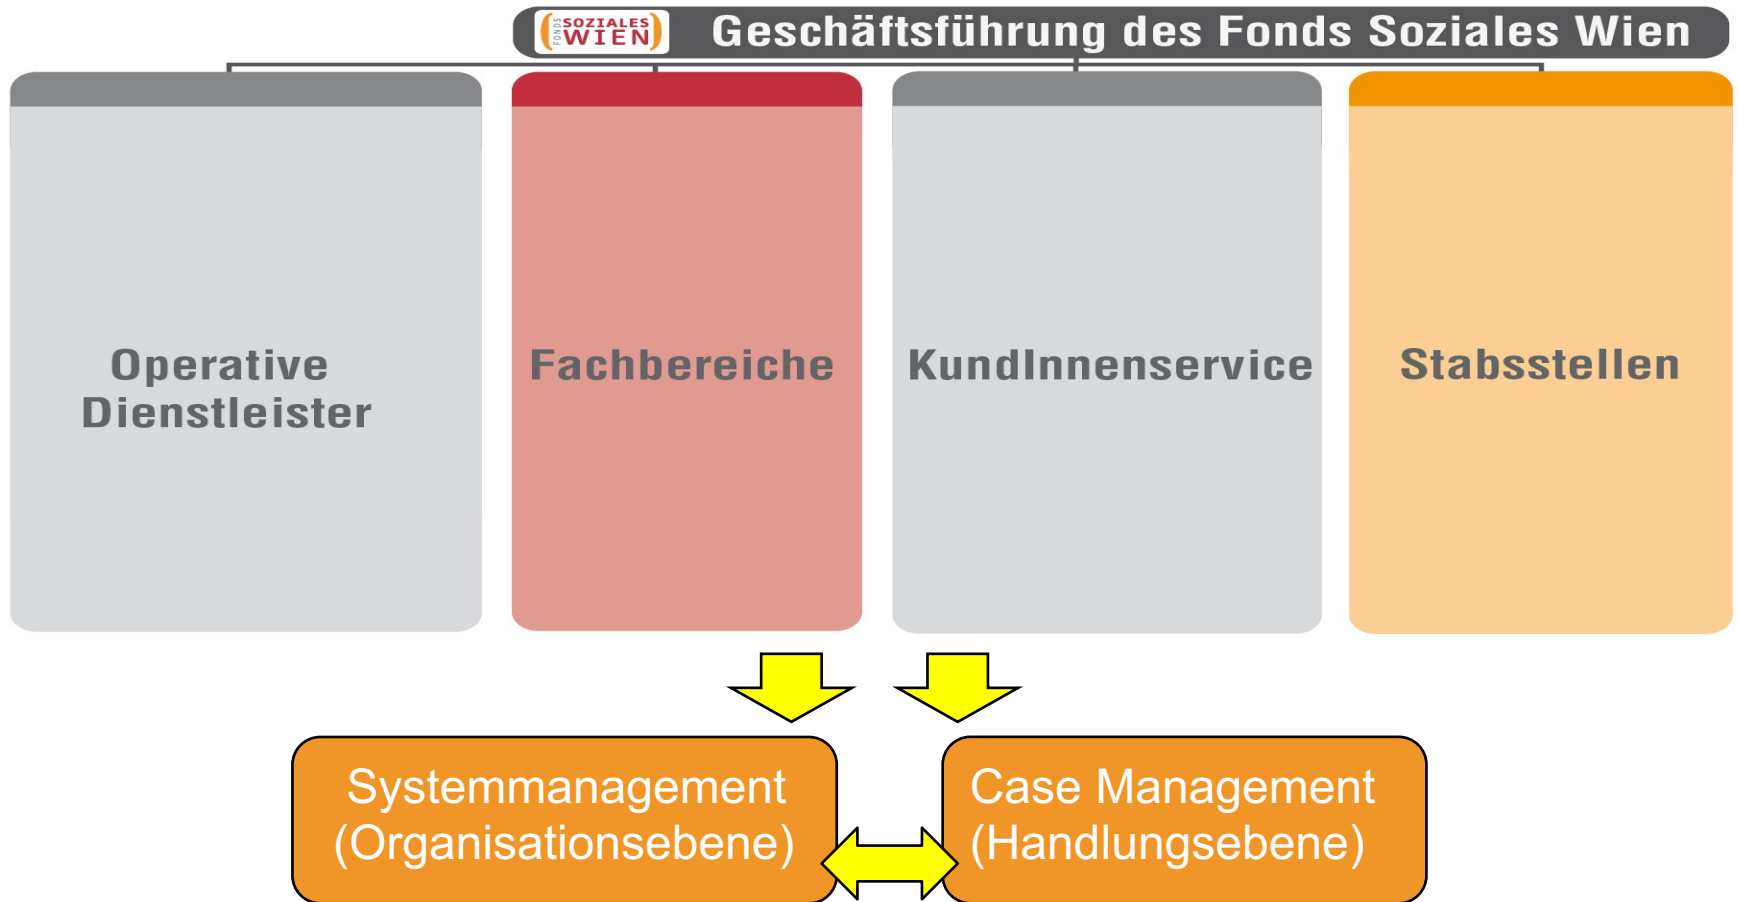 FONDS
SOZIALES
WIEN
Geschäftsführung des Fonds Soziales Wien
Operative
Dienstleister
Fachbereiche
KundInnenservice
Stabsstellen
Systemmanagement
(Organisationsebene)
Case Management
(Handlungsebene)